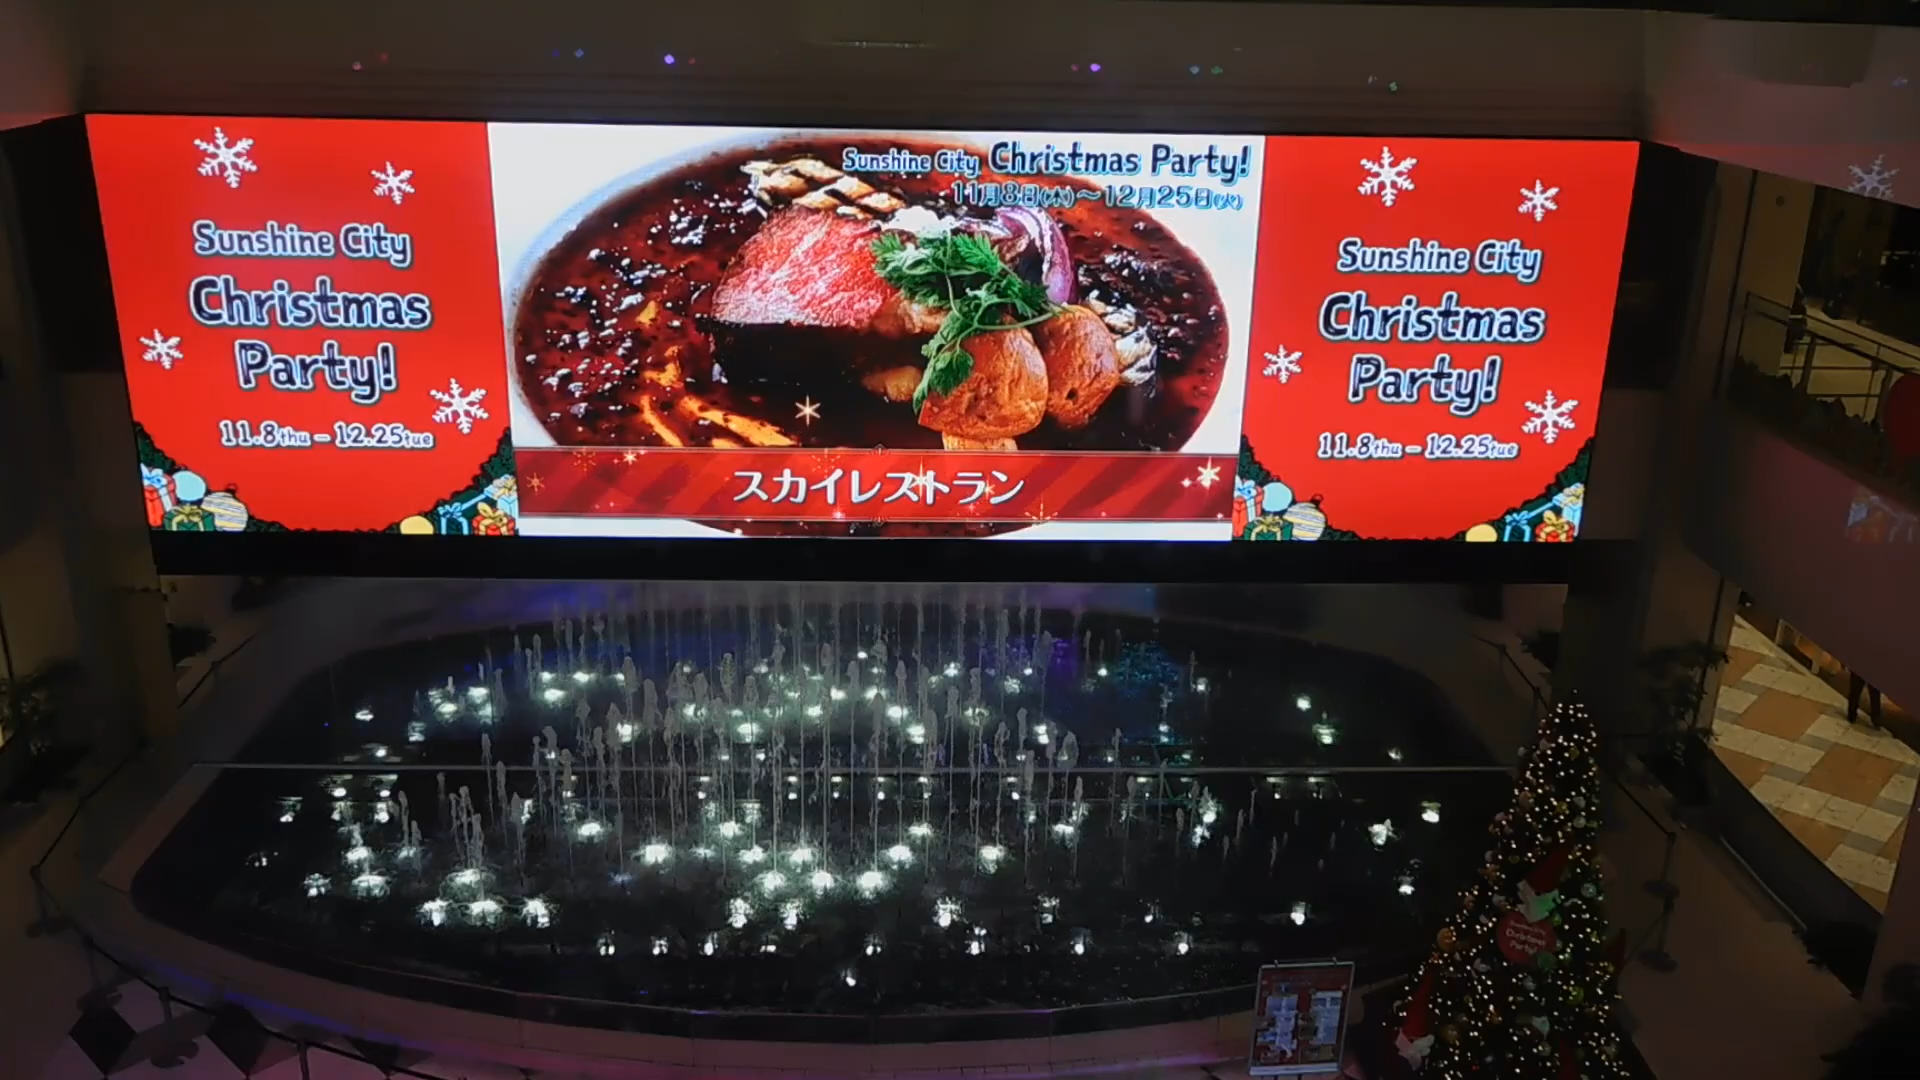 Sunshine City
Christmas
Party!
11.8thu - 12.25tue
Sunshine City Christmas Party!
11月8日(木)～12月25日(火)
スカイレストラン
Sunshine City
Christmas
Party!
11.8thu - 12.25tue
Christmas
Party!